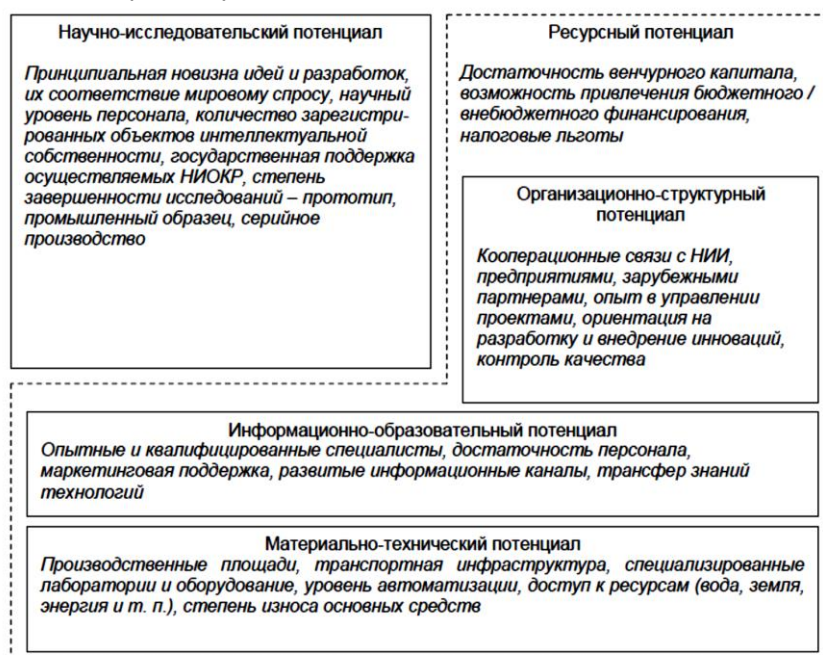 Научно-исследовательский потенциал
Принципиальная новизна идей и разработок,
их соответствие мировому спросу, научный
уровень персонала, количество зарегистри-
рованных объектов интеллектуальной
собственности, государственная поддержка
осуществляемых НИОКР, степень
завершенности исследований – прототип,
промышленный образец, серийное
производство
Ресурсный потенциал
Достаточность венчурного капитала,
возможность привлечения бюджетного /
внебюджетного финансирования,
налоговые льготы
Организационно-структурный
потенциал
Кооперационные связи с НИИ,
предприятиями, зарубежными
партнерами, опыт в управлении
проектами, ориентация на
разработку и внедрение инноваций,
контроль качества
Информационно-образовательный потенциал
Опытные и квалифицированные специалисты, достаточность персонала,
маркетинговая поддержка, развитые информационные каналы, трансфер знаний
технологий
Материально-технический потенциал
Производственные площади, транспортная инфраструктура, специализированные
лаборатории и оборудование, уровень автоматизации, доступ к ресурсам (вода, земля,
энергия и т. п.), степень износа основных средств